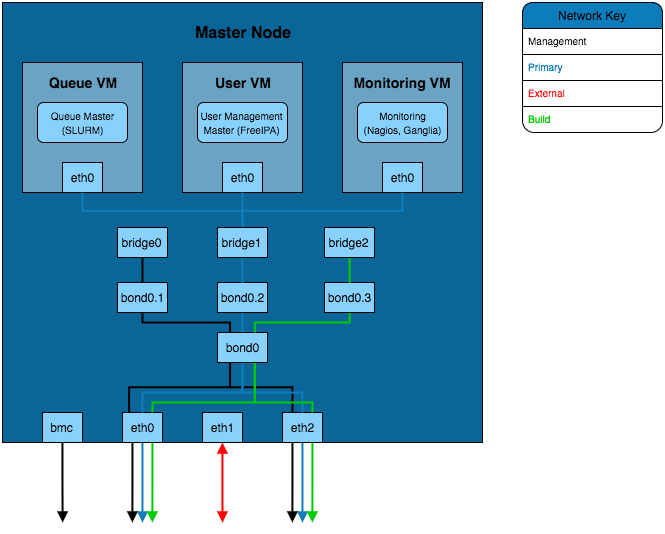 Master Node
Queue VM
Queue Master
(SLURM)
eth0
User VM
User Management
Master (FreeIPA)
eth0
Monitoring VM
Monitoring
(Nagios, Ganglia)
eth0
bridge0
bridge1
bridge2
bond0.1
bond0.2
bond0.3
bond0
bmc
eth0
eth1
eth2
Network Key
Management
Primary
External
Build